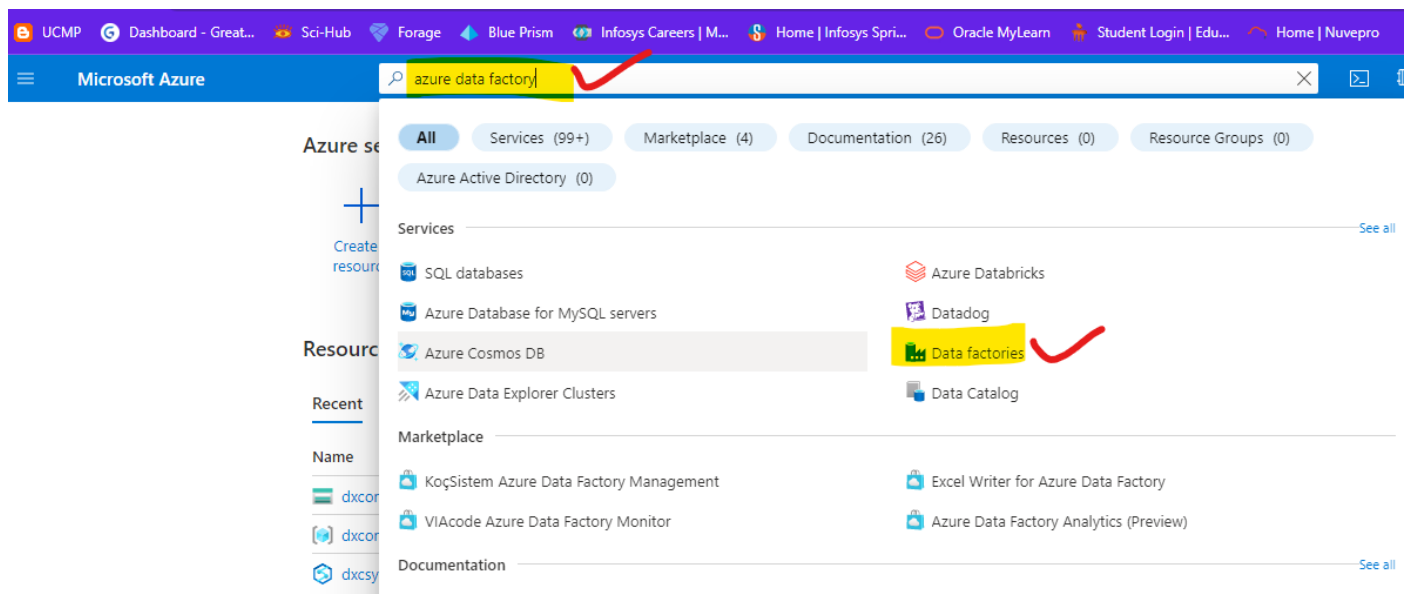 UCMP Dashboard - Great... Sci-Hub Forage Blue Prism Infosys Careers | M... Home | Infosys Spri... Oracle MyLearn Student Login | Edu... Home | Nuvepro
Microsoft Azure azure data factory
All Services (99+) Marketplace (4) Documentation (26) Resources (0) Resource Groups (0)
Azure se
Azure Active Directory (0)
Services See all
Create
resourc
SQL databases Azure Databricks
Azure Database for MySQL servers Datadog
Resourc
Azure Cosmos DB Data factories
Azure Data Explorer Clusters Data Catalog
Recent
Marketplace
Name
KoçSistem Azure Data Factory Management Excel Writer for Azure Data Factory
dxcor
VIAcode Azure Data Factory Monitor Azure Data Factory Analytics (Preview)
dxcor
Documentation See all
dxcsy